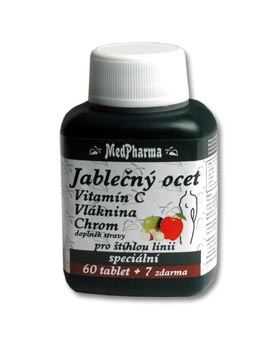 MedPharma
Jablečný ocet
Vitamín C
Vláknina
Chrom
doplněk stravy
pro štíhlou linii
speciální
60 tablet + 7 zdarma